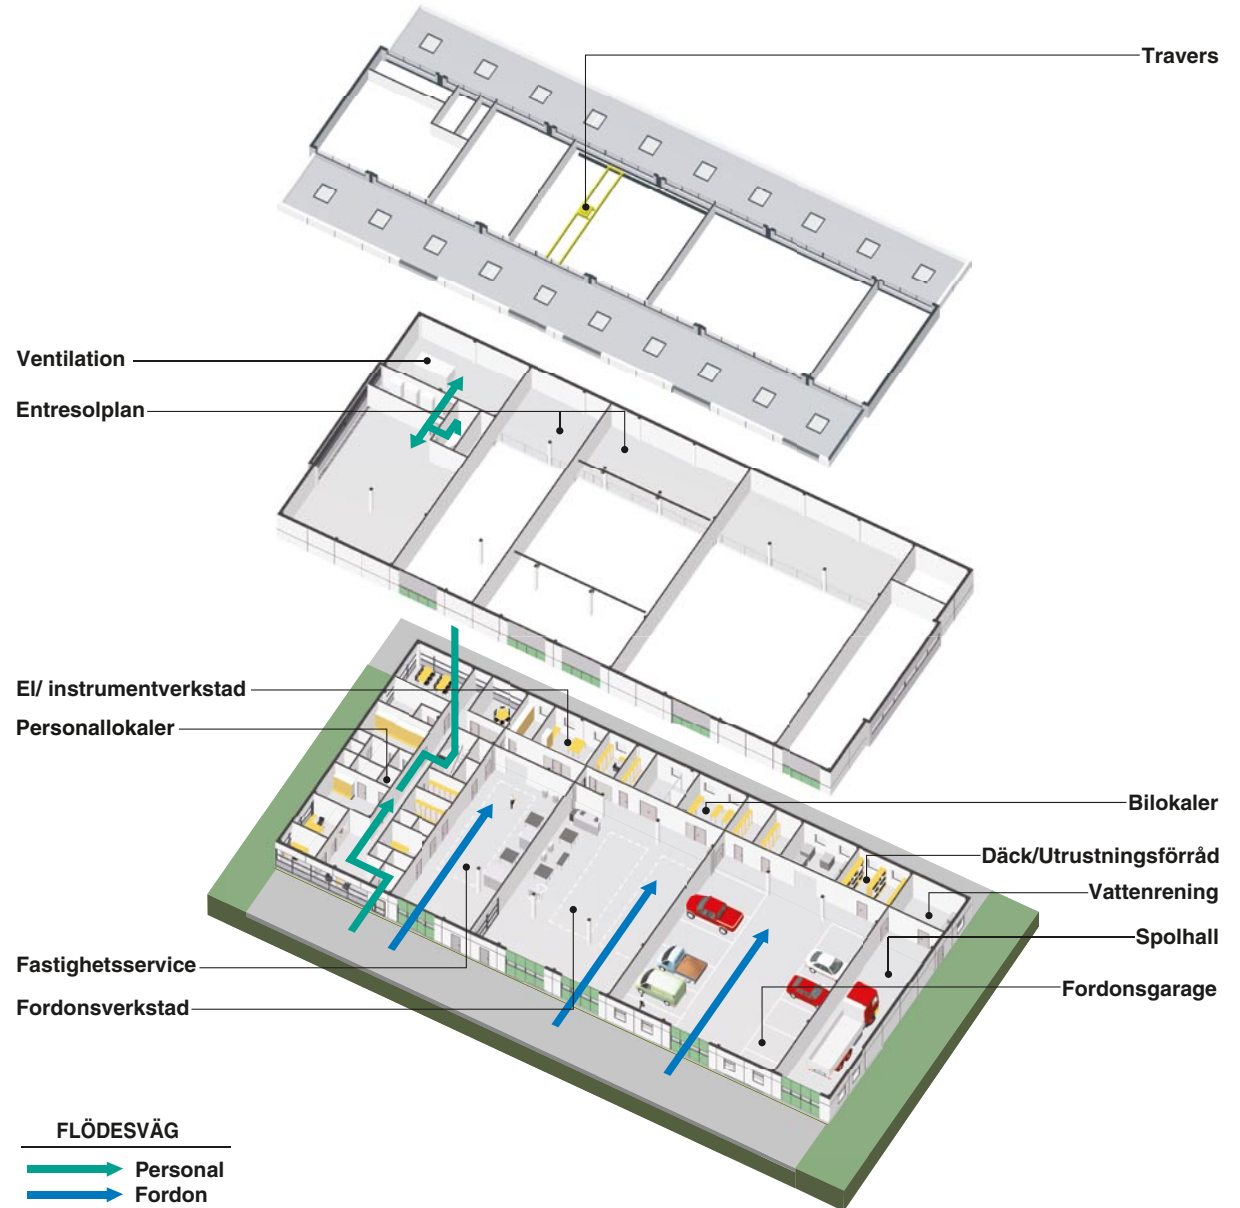 Travers
Ventilation
Entresolplan
El/ instrumentverkstad
Personallokaler
Bilokaler
Däck/Utrustningsförråd
Vattenrening
Spolhall
Fastighetsservice
Fordonsgarage
Fordonsverkstad
FLÖDESVÄG
Personal
Fordon